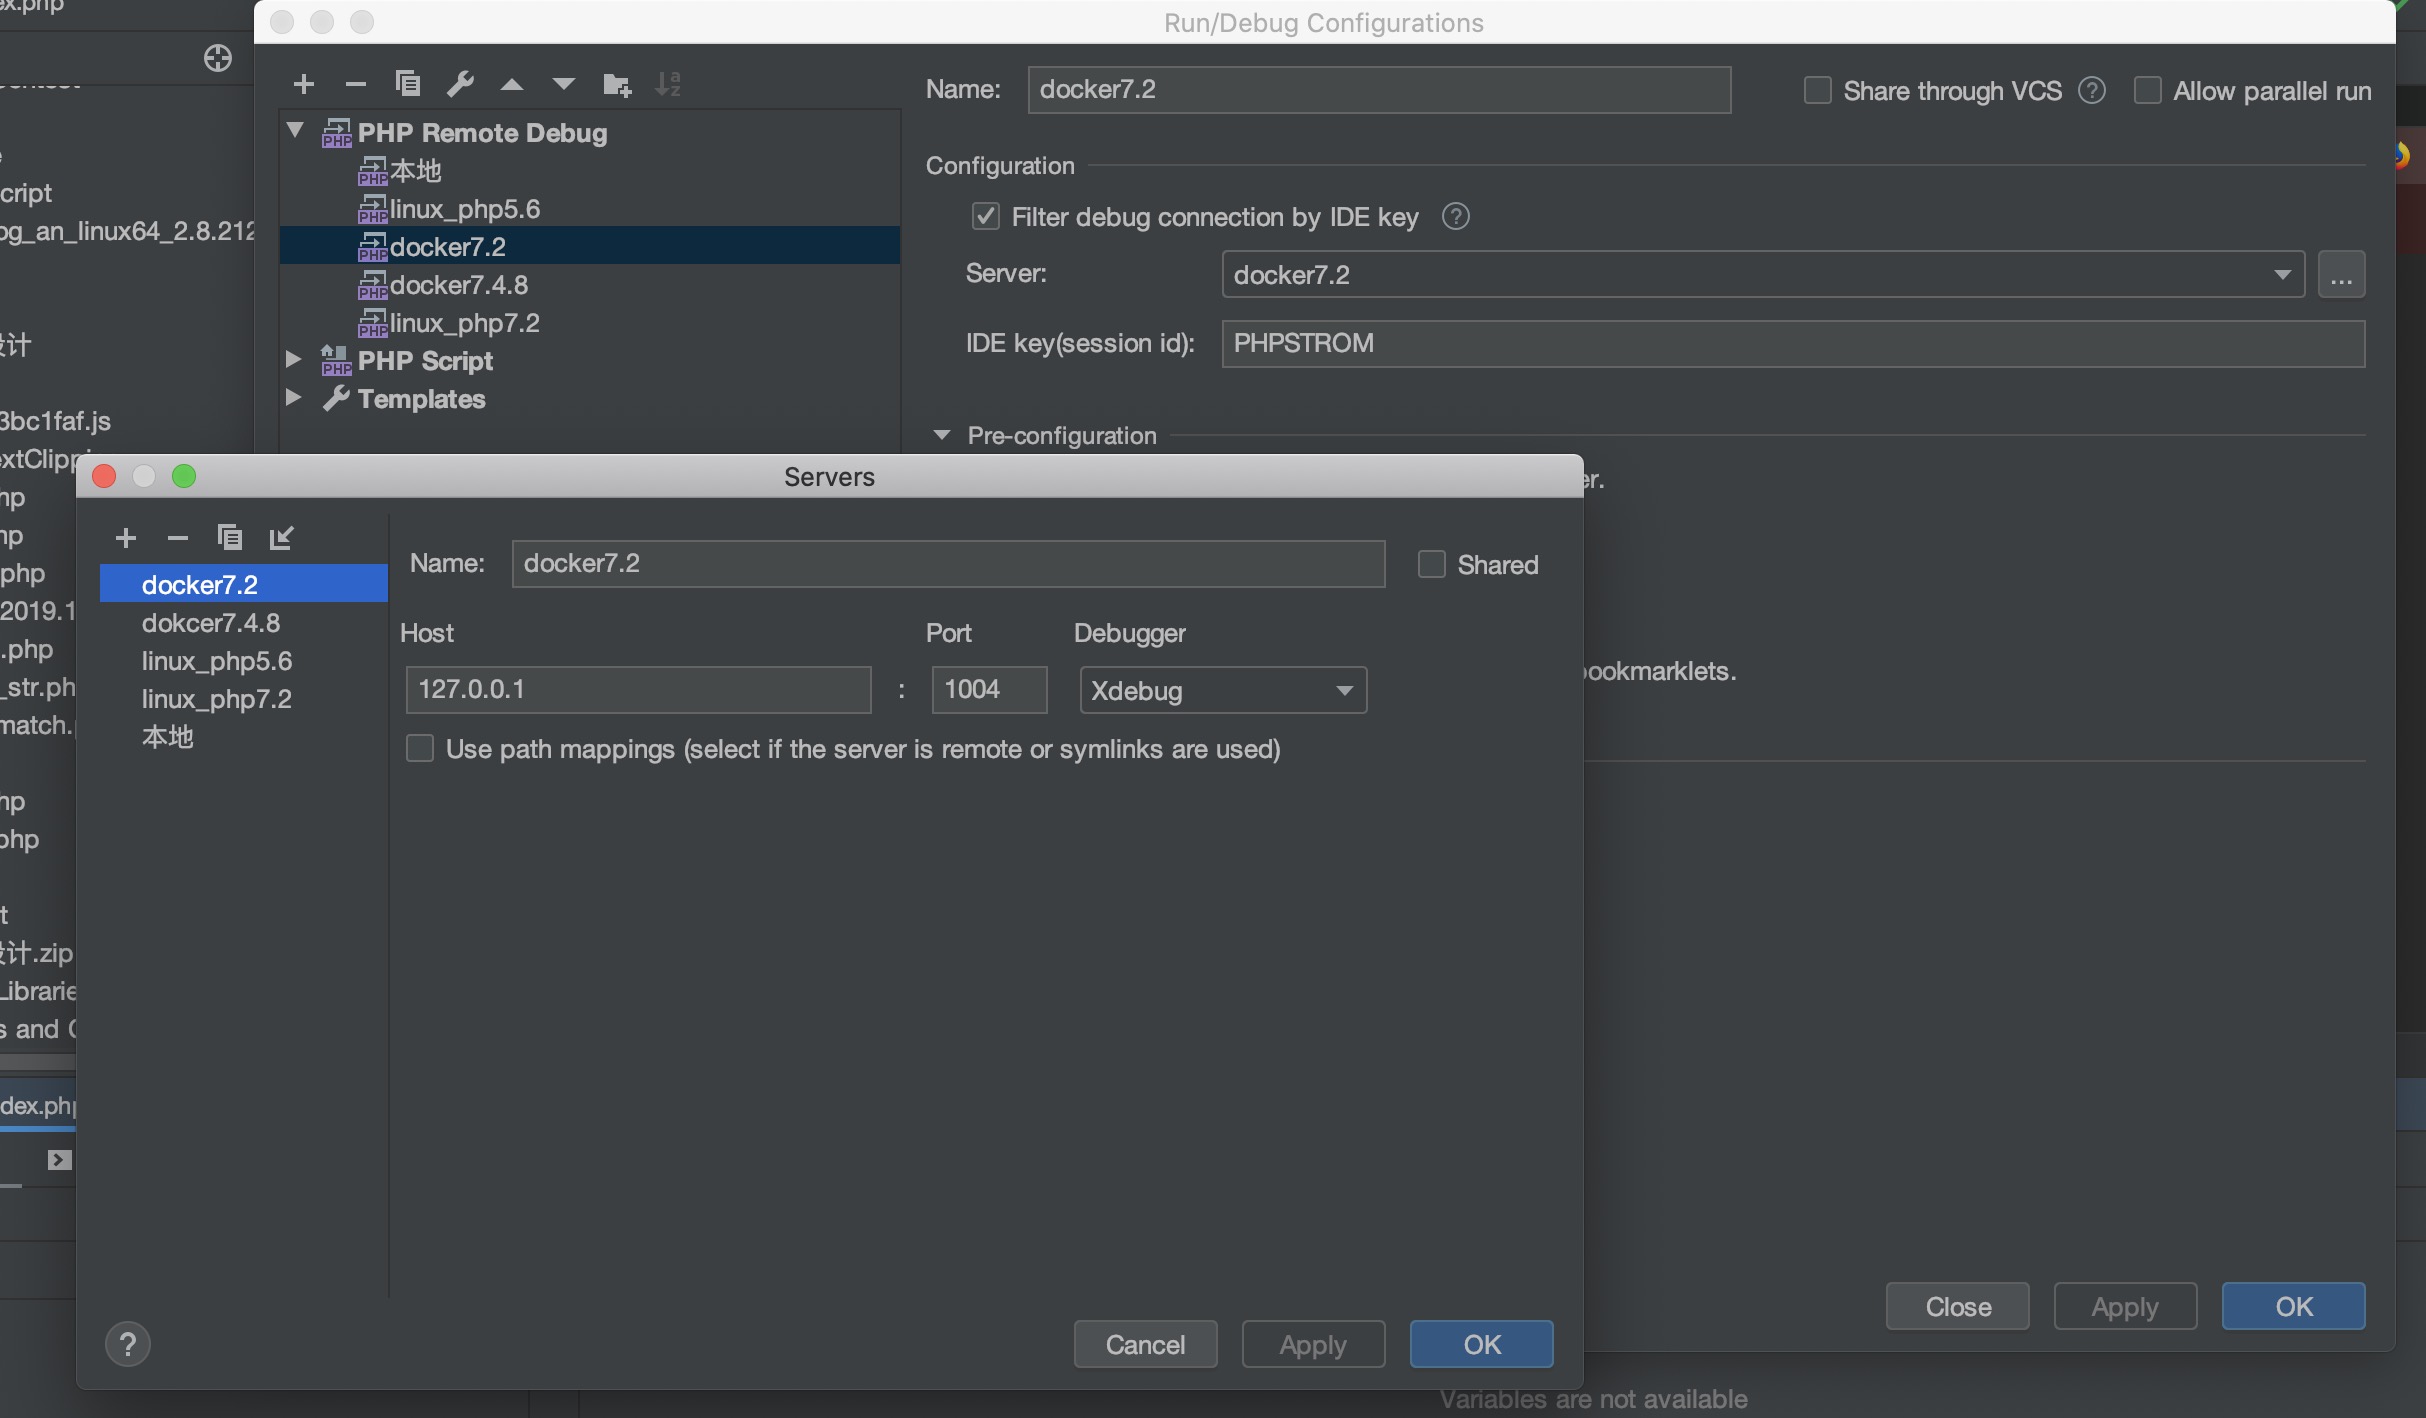 Run/Debug Configurations
Name: docker7.2
Share through VCS
Allow parallel run
PHP Remote Debug
本地
linux_php5.6
docker7.2
docker7.4.8
linux_php7.2
PHP Script
Templates
Configuration
Filter debug connection by IDE key
Server: docker7.2
...
IDE key(session id): PHPSTROM
Pre-configuration
er.
bookmarklets.
Close
Apply
OK
Servers
docker7.2
dokcer7.4.8
linux_php5.6
linux_php7.2
本地
Name: docker7.2
Shared
Host
Port
Debugger
127.0.0.1 : 1004
Xdebug
Use path mappings (select if the server is remote or symlinks are used)
?
Cancel
Apply
OK
ex.php
cript
og_an_linux64_2.8.212
计
3bc1faf.js
hp
php
2019.1
.php
_str.ph
match.
hp
php
t
计.zip
Librarie
s and
dex.php
Variables are not available